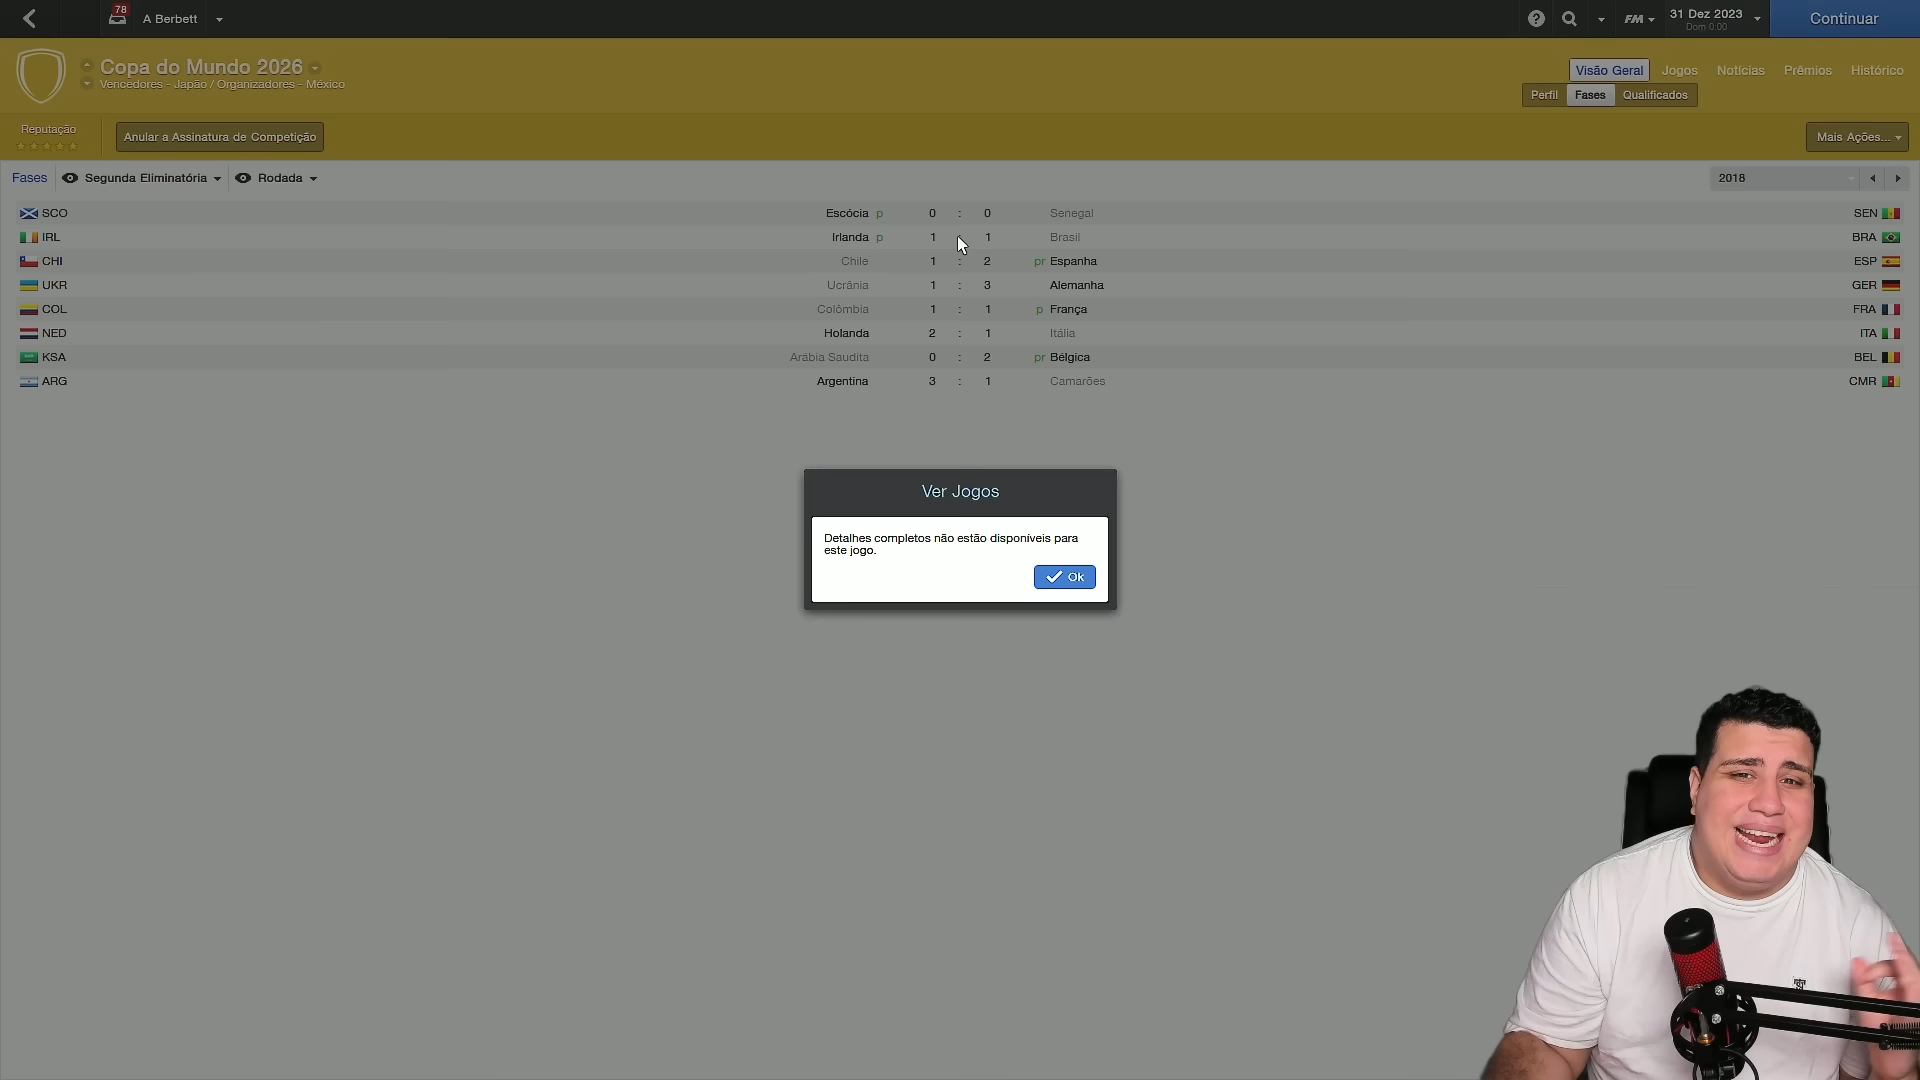 78
A Berbett
FM
31 Dez 2023
Dom 0:00
Continuar
Copa do Mundo 2026
Vencedores - Japão / Organizadores - México
Visão Geral
Jogos
Notícias
Prêmios
Histórico
Perfil
Fases
Qualificados
Reputação
Anular a Assinatura de Competição
Mais Ações...
Fases
Segunda Eliminatória
Rodada
2018
SCO Escócia p 0 : 0 Senegal SEN
IRL Irlanda p 1 : 1 Brasil BRA
CHI Chile 1 : 2 pr Espanha ESP
UKR Ucrânia 1 : 3 Alemanha GER
COL Colômbia 1 : 1 p França FRA
NED Holanda 2 : 1 Itália ITA
KSA Arábia Saudita 0 : 2 pr Bélgica BEL
ARG Argentina 3 : 1 Camarões CMR
Ver Jogos
Detalhes completos não estão disponíveis para
este jogo.
Ok